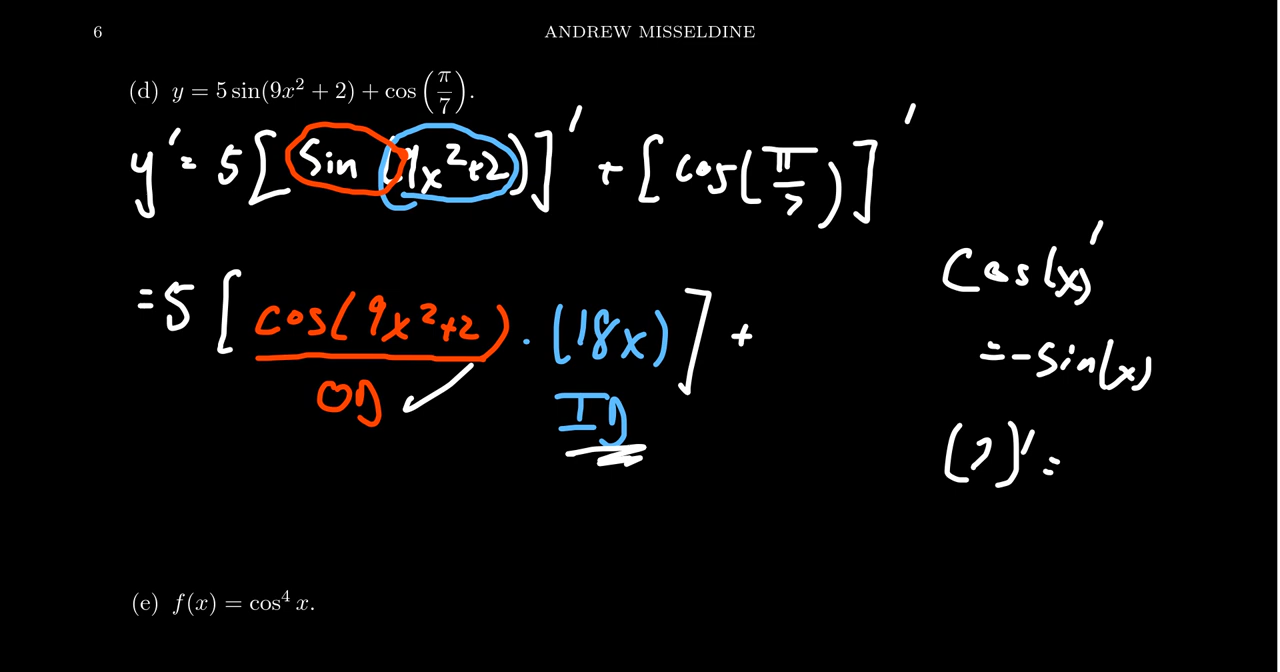 6 ANDREW MISSELDINE
(d) y = 5 sin(9x² + 2) + cos(π/7).
y' = 5[sin(9x²+2)]' + [cos(π/7)]'
= 5[cos(9x²+2) · (18x)] +
OD ID
cos(x)'
= -sin(x)
(7)' =
(e) f(x) = cos⁴ x.